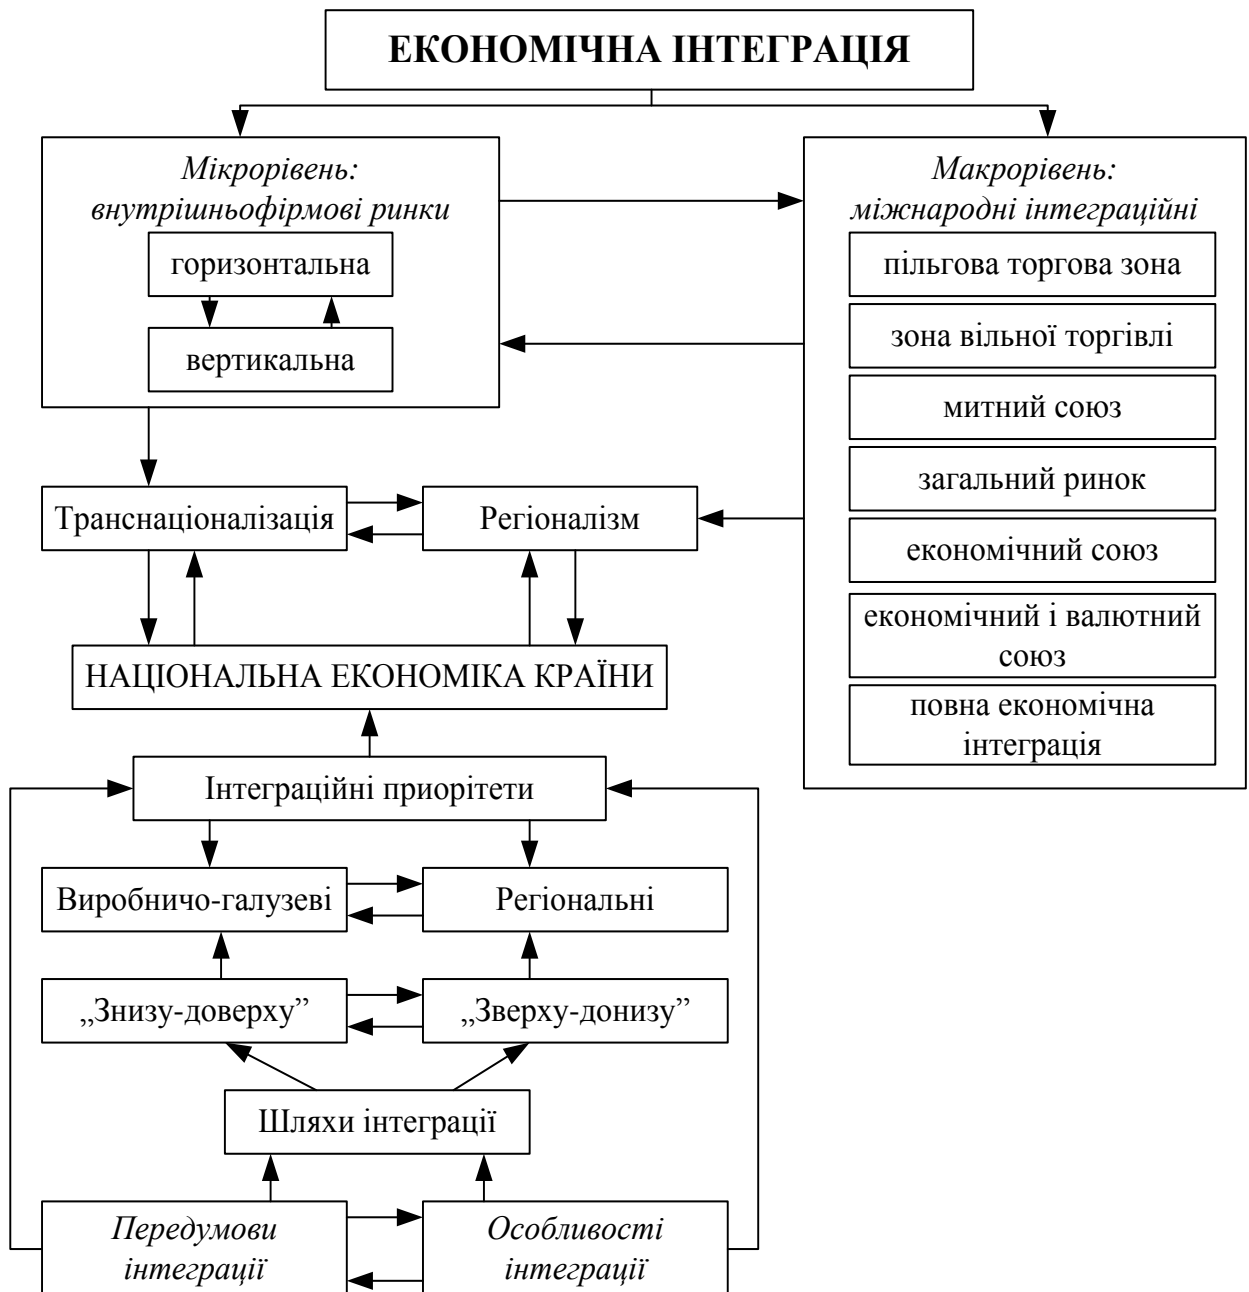 ЕКОНОМІЧНА ІНТЕГРАЦІЯ
Мікрорівень:
внутрішньофірмові ринки
горизонтальна
вертикальна
Макрорівень:
міжнародні інтеграційні
пільгова торгова зона
зона вільної торгівлі
митний союз
загальний ринок
економічний союз
економічний і валютний
союз
повна економічна
інтеграція
Транснаціоналізація
Регіоналізм
НАЦІОНАЛЬНА ЕКОНОМІКА КРАЇНИ
Інтеграційні приорітети
Виробничо-галузеві
Регіональні
„Знизу-доверху”
„Зверху-донизу”
Шляхи інтеграції
Передумови
інтеграції
Особливості
інтеграції